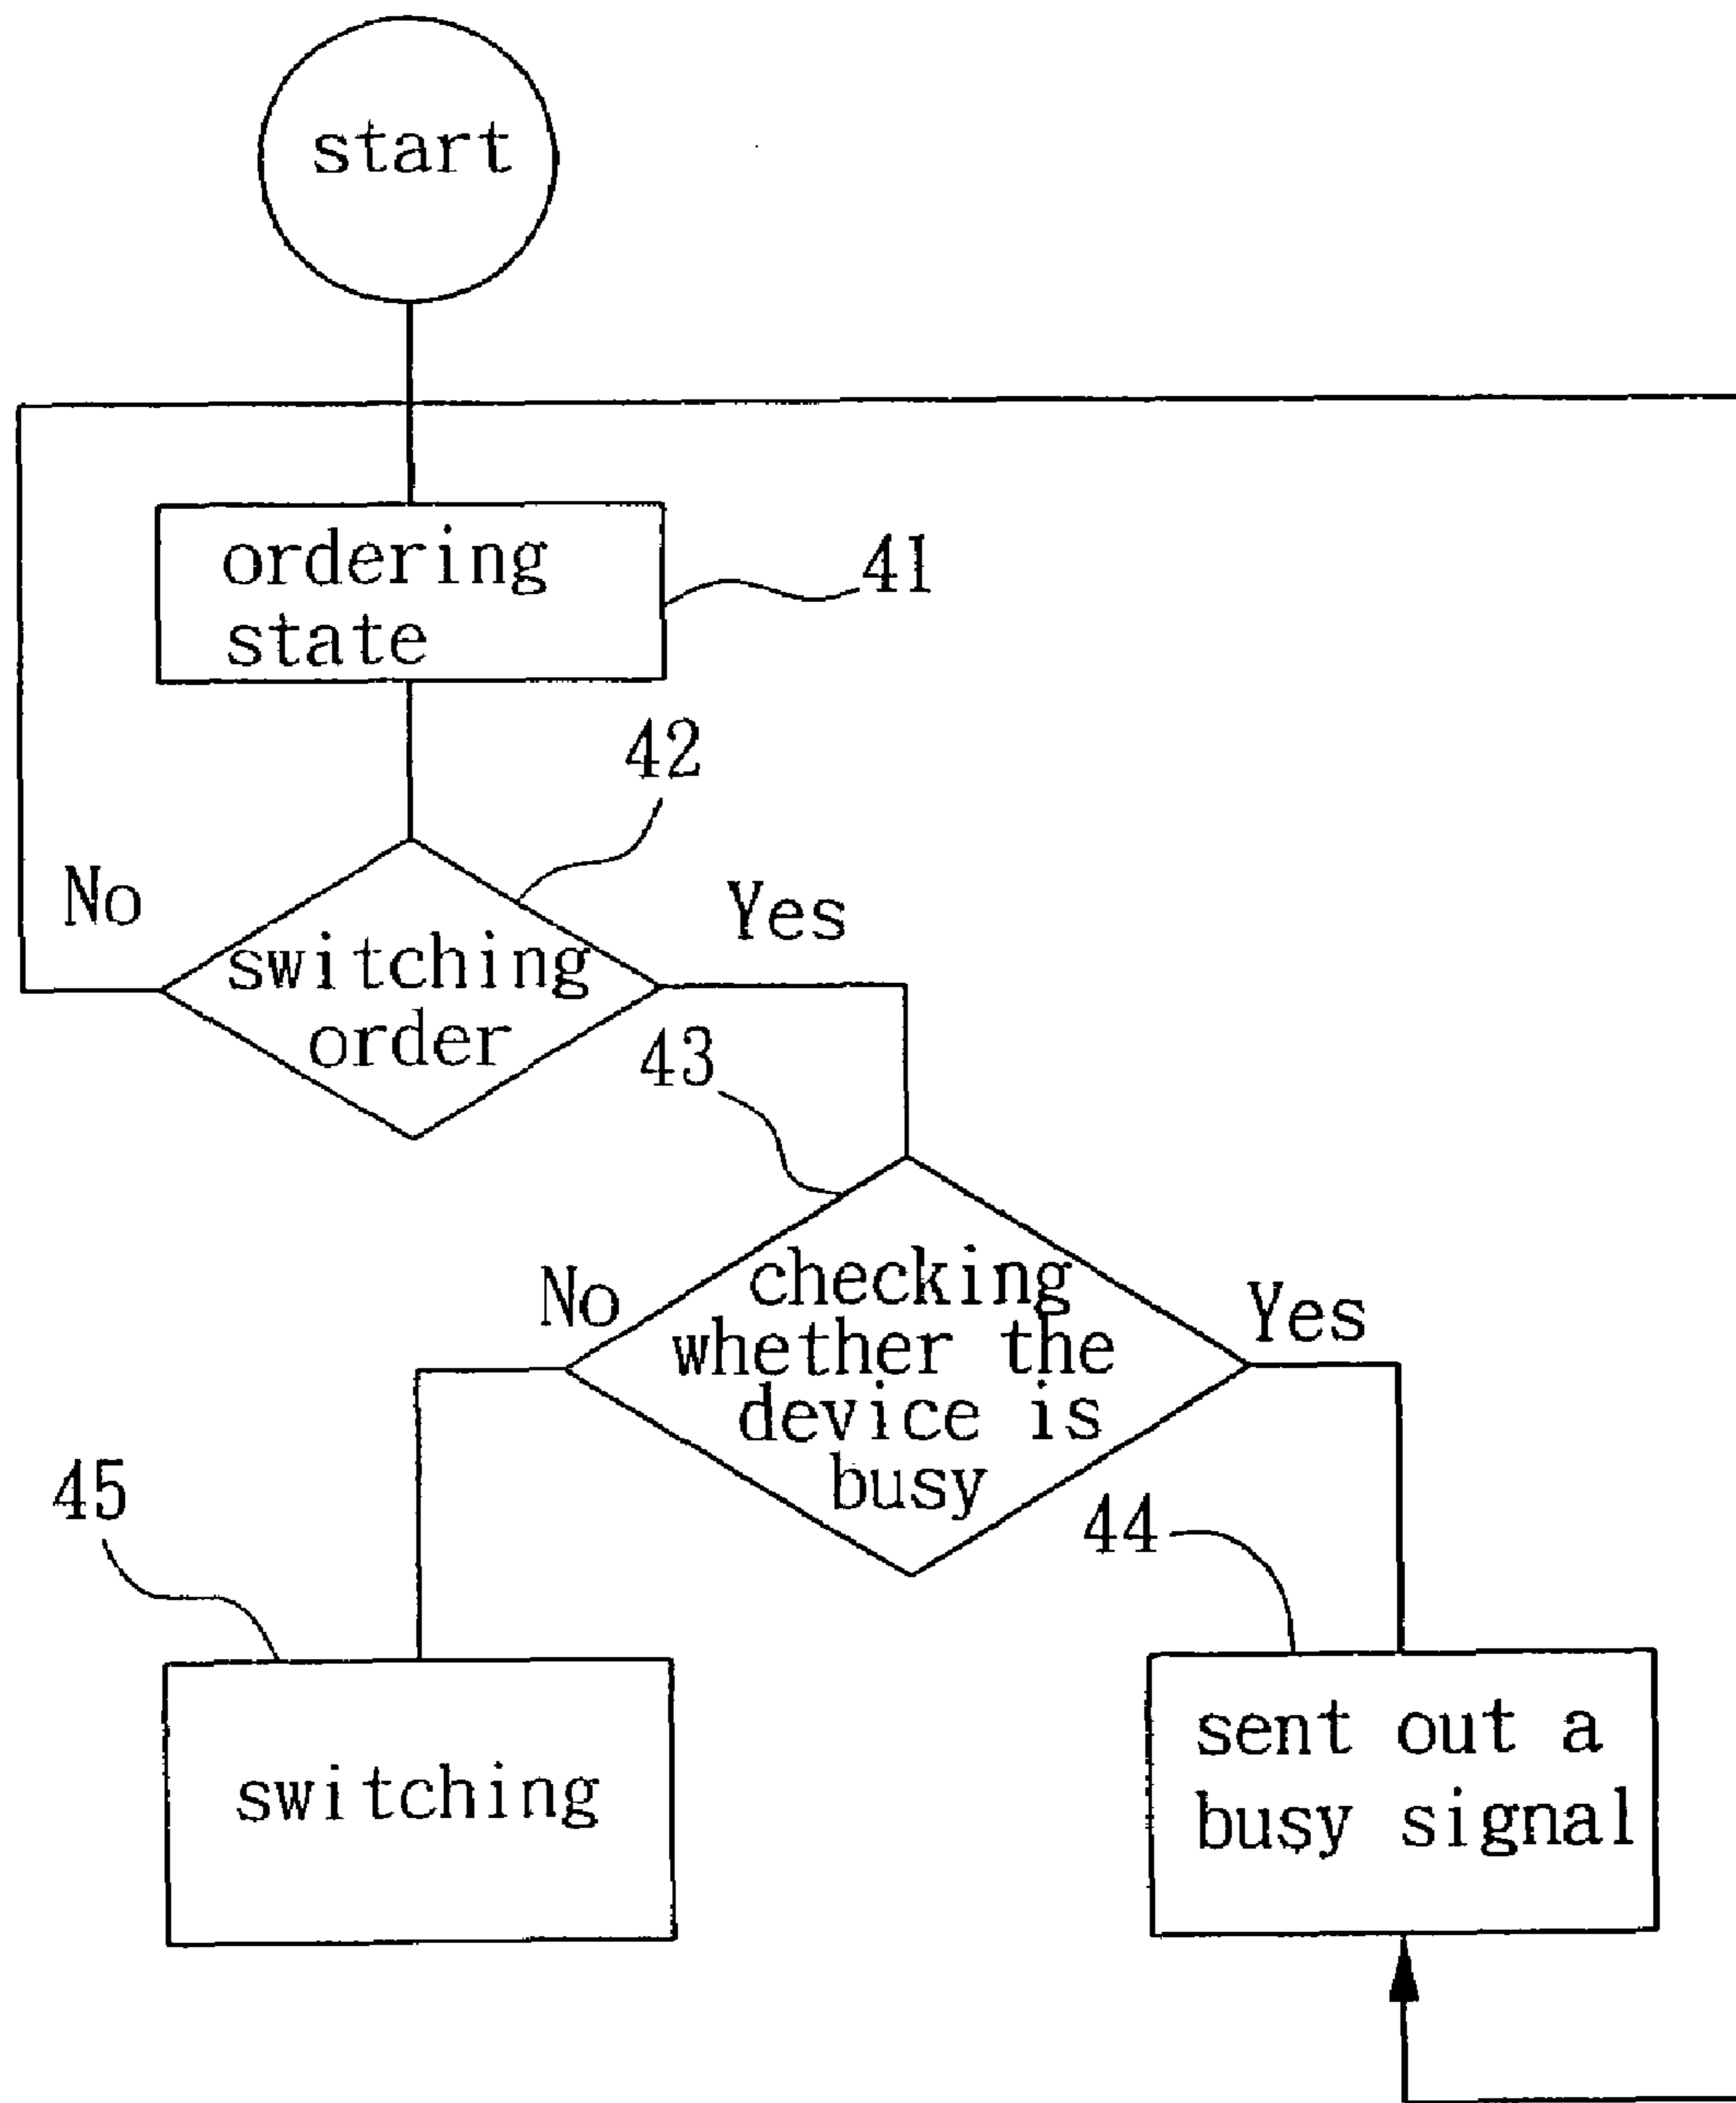 start
ordering
state
41
42
No
Yes
switching
order
43
No
checking
whether the
device is
busy
Yes
45
44
switching
sent out a
busy signal